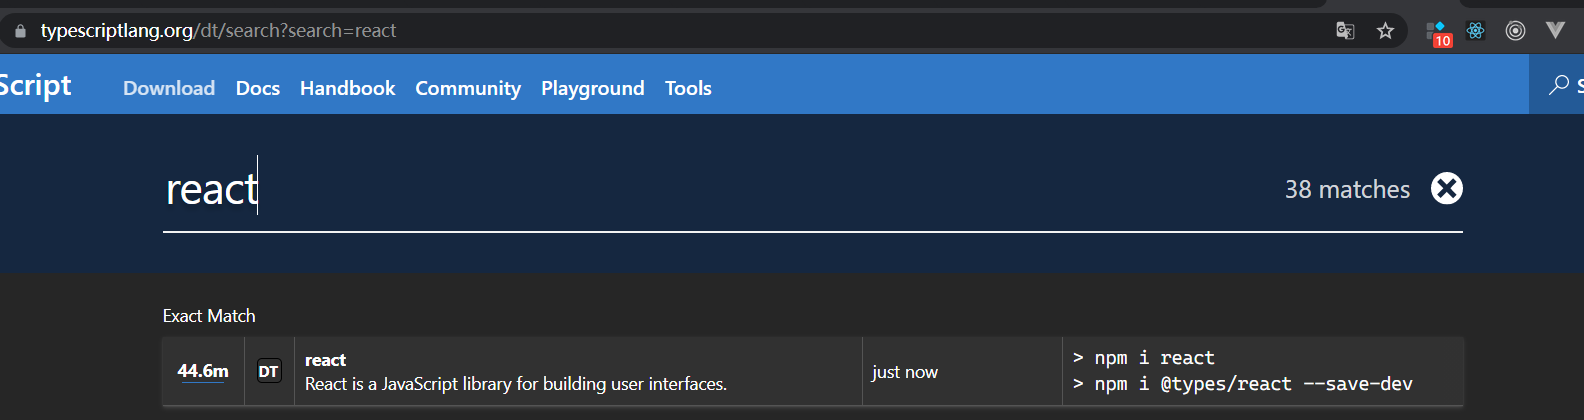 typescriptlang.org/dt/search?search=react
10
Script Download Docs Handbook Community Playground Tools S
react 38 matches
Exact Match
44.6m DT react just now > npm i react
React is a JavaScript library for building user interfaces. > npm i @types/react --save-dev